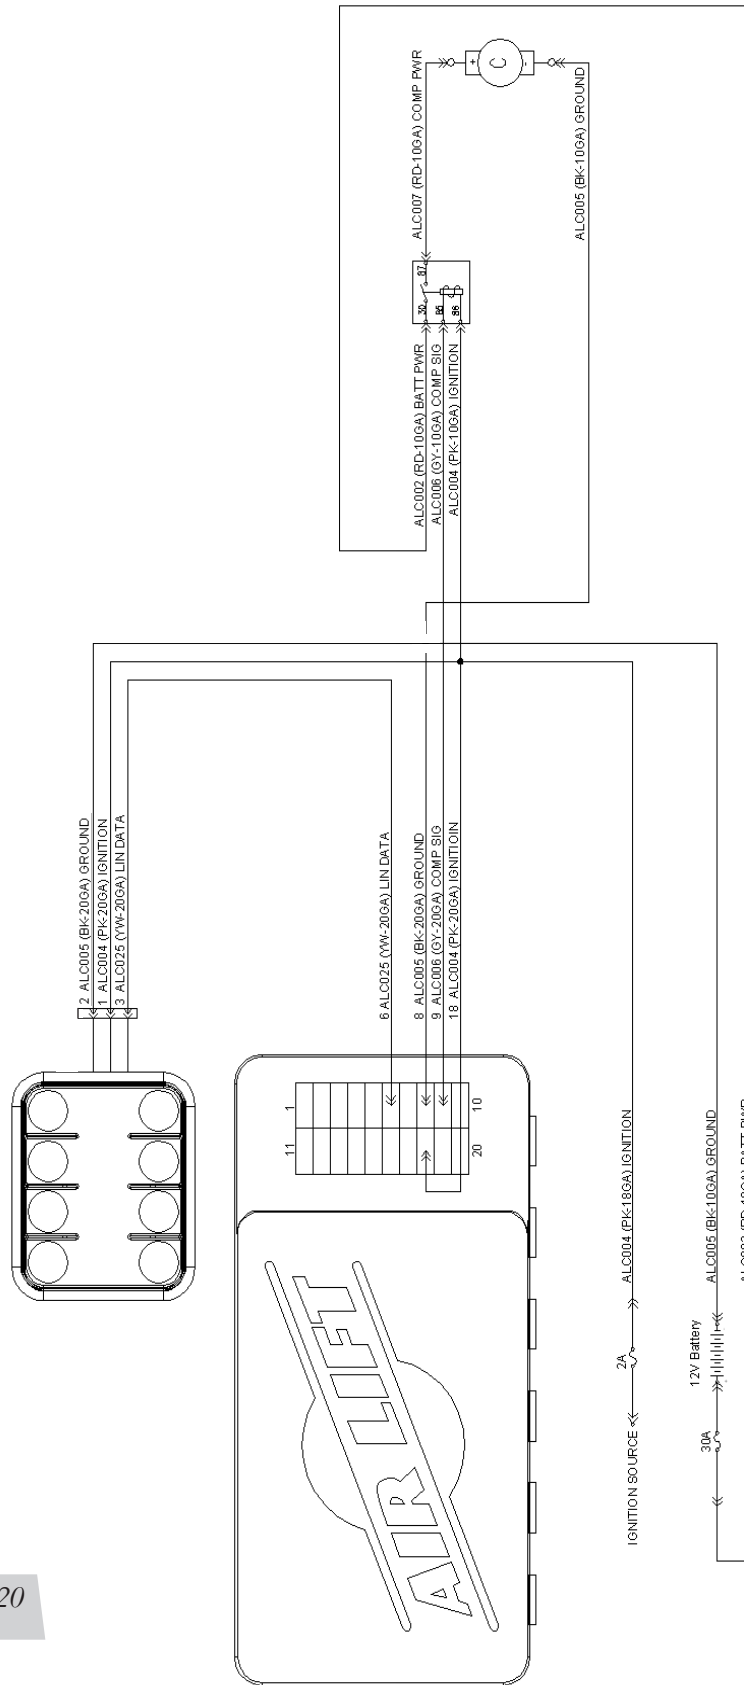 ALC007 (RD-10GA) COMP PWR
+
C
-
ALC005 (BK-10GA) GROUND
87
30
85
86
ALC002 (RD-10GA) BATT PWR
ALC006 (GY-10GA) COMP SIG
ALC004 (PK-10GA) IGNITION
2 ALC005 (BK-20GA) GROUND
1 ALC004 (PK-20GA) IGNITION
3 ALC025 (YW-20GA) LIN DATA
6 ALC025 (YW-20GA) LIN DATA
8 ALC005 (BK-20GA) GROUND
9 ALC006 (GY-20GA) COMP SIG
18 ALC004 (PK-20GA) IGNITIOIN
1
10
11
20
AIR LIFT
ALC004 (PK-18GA) IGNITION
2A
IGNITION SOURCE
ALC005 (BK-10GA) GROUND
12V Battery
30A
BATT PWR
20